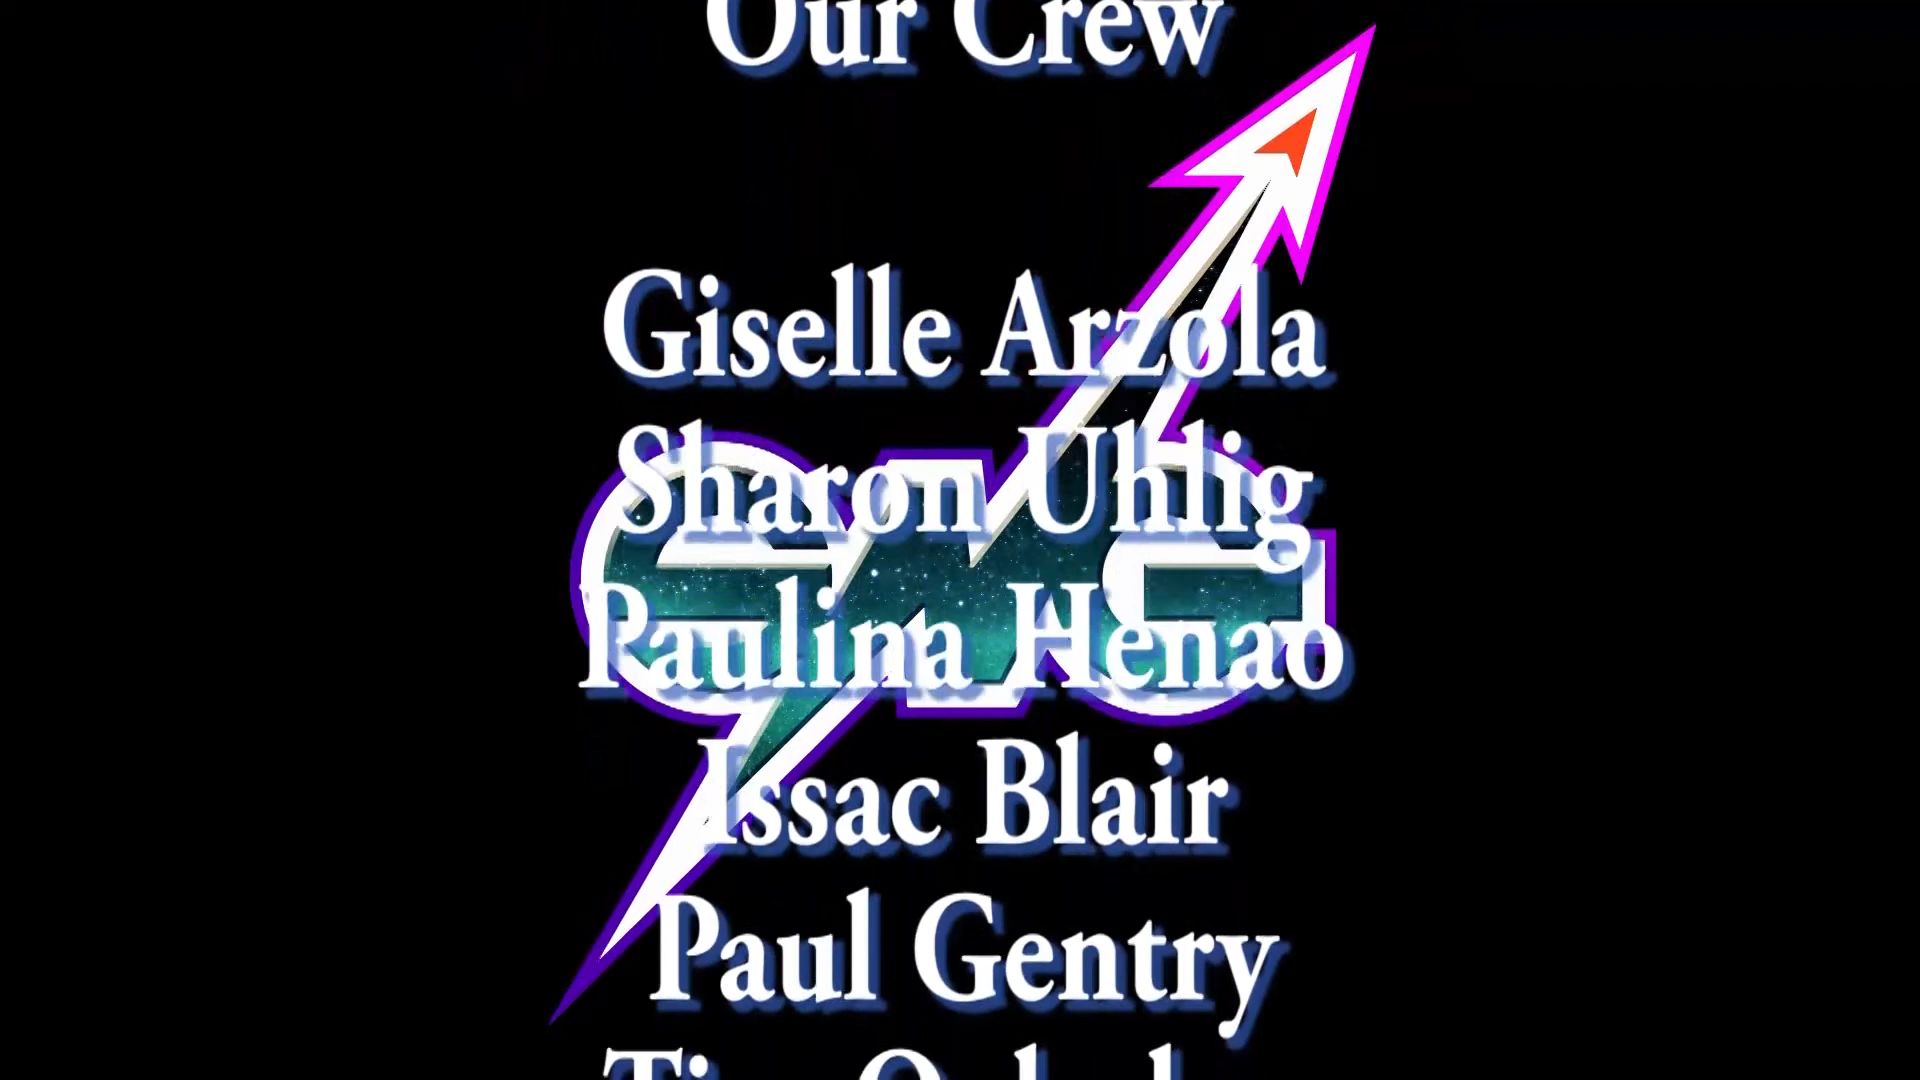 Our Crew
Giselle Arzola
Sharon Uhlig
Paulina Henao
Issac Blair
Paul Gentry